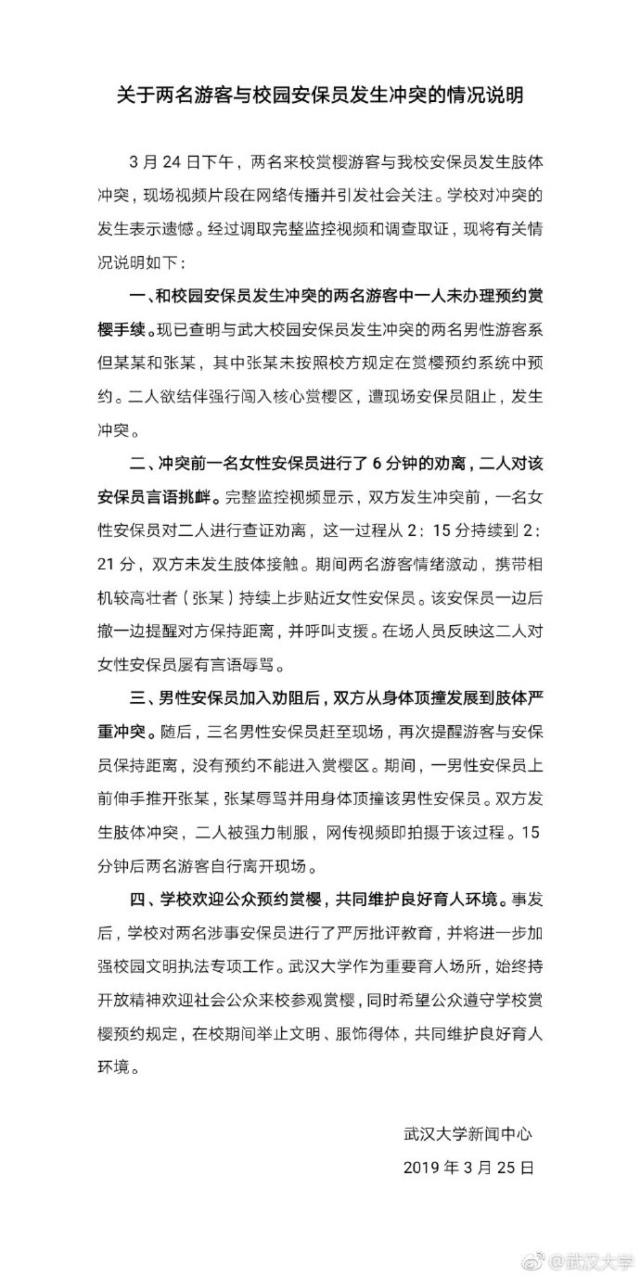 关于两名游客与校园安保员发生冲突的情况说明
3 月 24 日下午，两名来校赏樱游客与我校安保员发生肢体
冲突，现场视频片段在网络传播并引发社会关注。学校对冲突的
发生表示遗憾。经过调取完整监控视频和调查取证，现将有关情
况说明如下：
一、和校园安保员发生冲突的两名游客中一人未办理预约赏
樱手续。现已查明与武大校园安保员发生冲突的两名男性游客系
但某某和张某，其中张某未按照校方规定在赏樱预约系统中预
约。二人欲结伴强行闯入核心赏樱区，遭现场安保员阻止，发生
冲突。
二、冲突前一名女性安保员进行了 6 分钟的劝离，二人对该
安保员言语挑衅。完整监控视频显示，双方发生冲突前，一名女
性安保员对二人进行查证劝离，这一过程从 2：15 分持续到 2：
21 分，双方未发生肢体接触。期间两名游客情绪激动，携带相
机较高壮者（张某）持续上步贴近女性安保员。该安保员一边后
撤一边提醒对方保持距离，并呼叫支援。在场人员反映这二人对
女性安保员屡有言语辱骂。
三、男性安保员加入劝阻后，双方从身体顶撞发展到肢体严
重冲突。随后，三名男性安保员赶至现场，再次提醒游客与安保
员保持距离，没有预约不能进入赏樱区。期间，一男性安保员上
前伸手推开张某，张某辱骂并用身体顶撞该男性安保员。双方发
生肢体冲突，二人被强力制服，网传视频即拍摄于该过程。15
分钟后两名游客自行离开现场。
四、学校欢迎公众预约赏樱，共同维护良好育人环境。事发
后，学校对两名涉事安保员进行了严厉批评教育，并将进一步加
强校园文明执法专项工作。武汉大学作为重要育人场所，始终持
开放精神欢迎社会公众来校参观赏樱，同时希望公众遵守学校赏
樱预约规定，在校期间举止文明、服饰得体，共同维护良好育人
环境。
武汉大学新闻中心
2019 年 3 月 25 日
@武汉大学